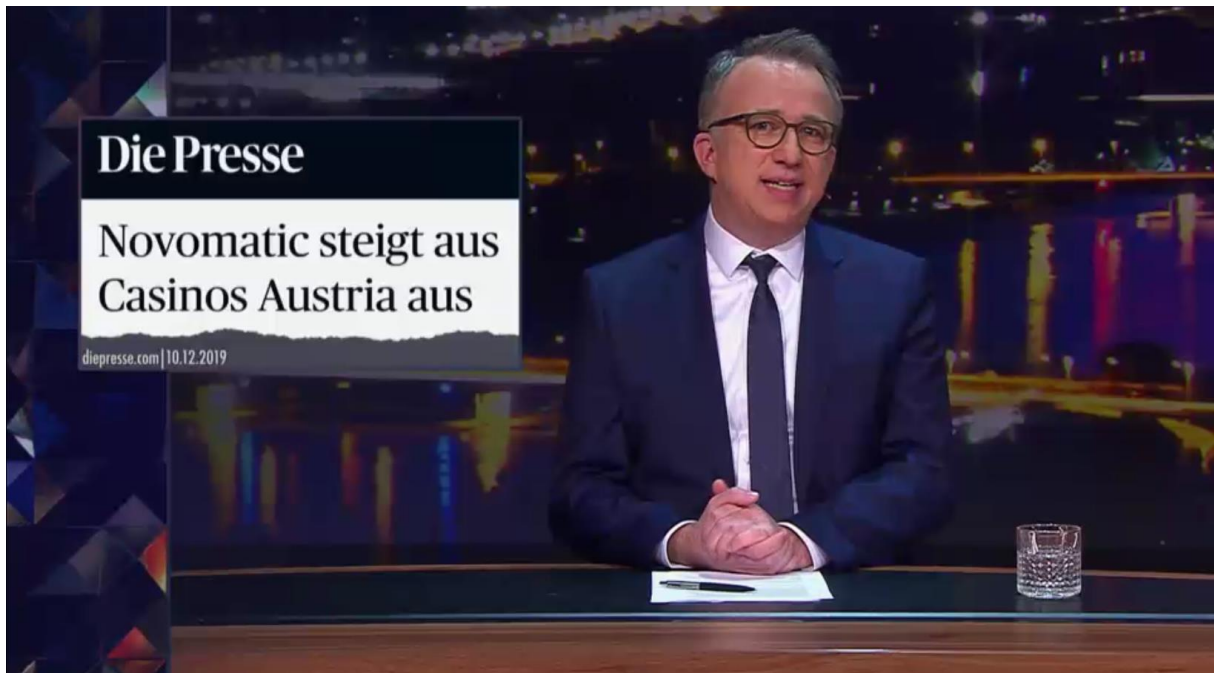 Die Presse
Novomatic steigt aus
Casinos Austria aus
diepresse.com|10.12.2019